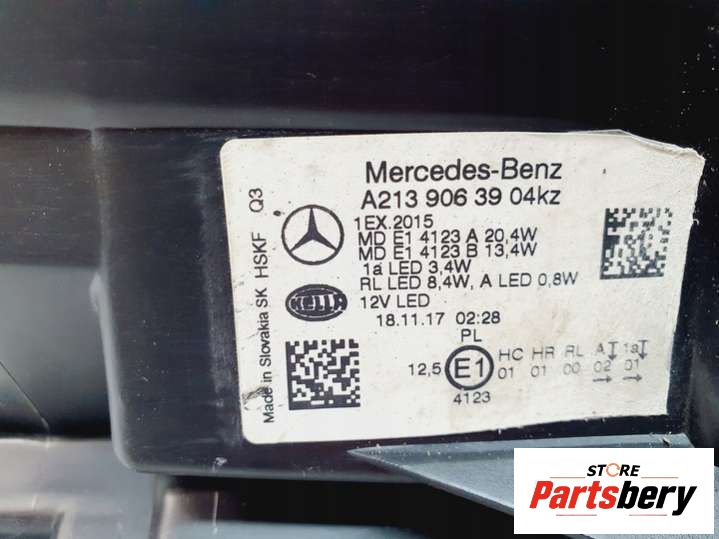 Mercedes-Benz
A213 906 39 04kz
1EX.2015
MD E1 4123 A 20,4W
MD E1 4123 B 13,4W
1a LED 3,4W
RL LED 8,4W, A LED 0,8W
12V LED
18.11.17 02:28
PL
HC HR RL A 1a
12,5 E1 01 01 00 02 01
4123
HELLA
Made in Slovakia SK HSKF Q3
STORE
Partsbery